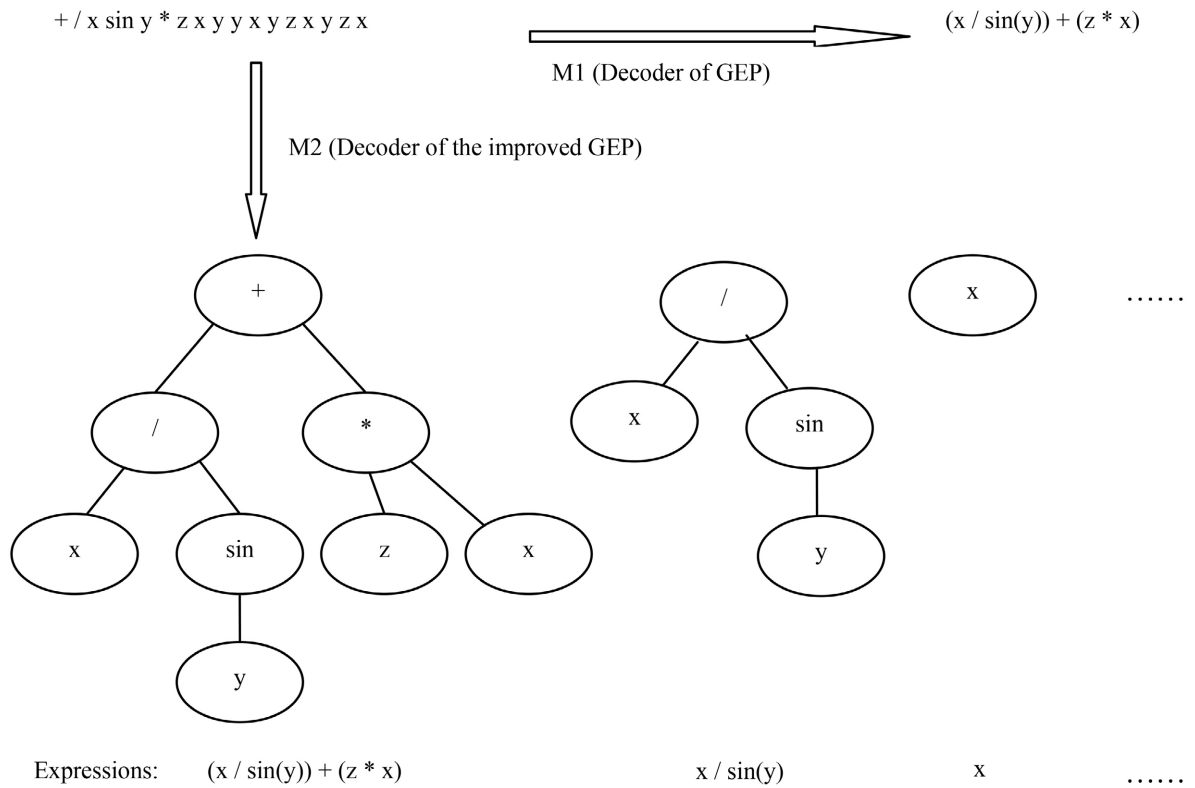 + / x sin y * z x y y x y z x y z x
(x / sin(y)) + (z * x)
M1 (Decoder of GEP)
M2 (Decoder of the improved GEP)
+
/
x
......
/
*
x
sin
x
sin
z
x
y
y
Expressions: (x / sin(y)) + (z * x) x / sin(y) x ......